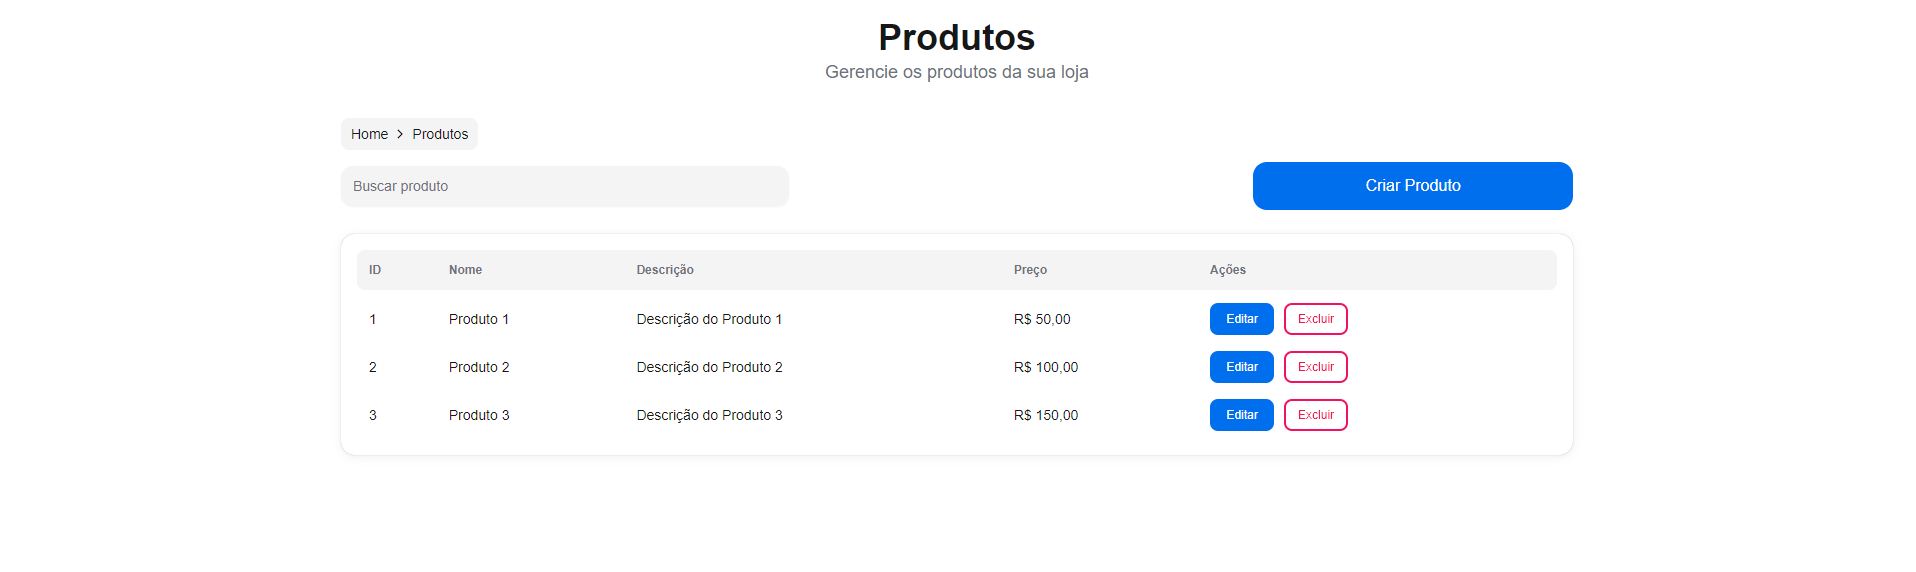 Produtos
Gerencie os produtos da sua loja
Home > Produtos
Buscar produto
Criar Produto
ID Nome Descrição Preço Ações
1 Produto 1 Descrição do Produto 1 R$ 50,00 Editar Excluir
2 Produto 2 Descrição do Produto 2 R$ 100,00 Editar Excluir
3 Produto 3 Descrição do Produto 3 R$ 150,00 Editar Excluir